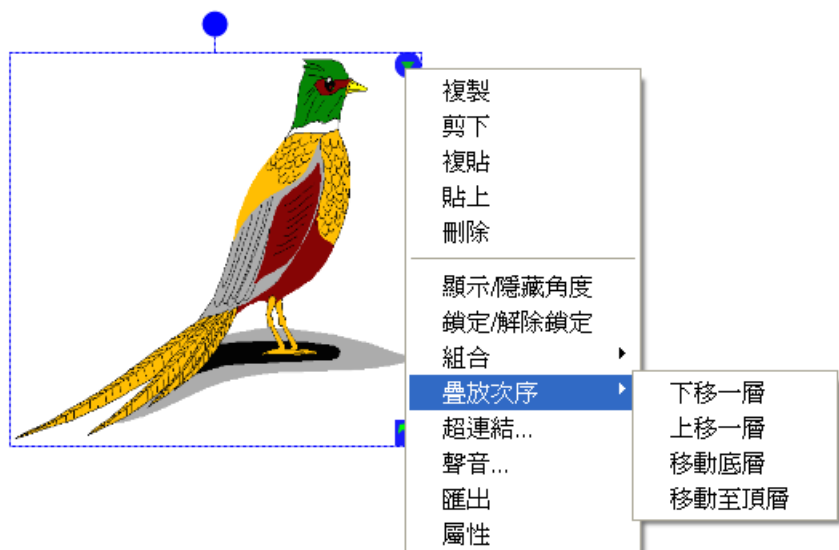 複製
剪下
複貼
貼上
刪除
顯示/隱藏角度
鎖定/解除鎖定
組合
疊放次序
超連結...
聲音...
匯出
屬性
下移一層
上移一層
移動底層
移動至頂層